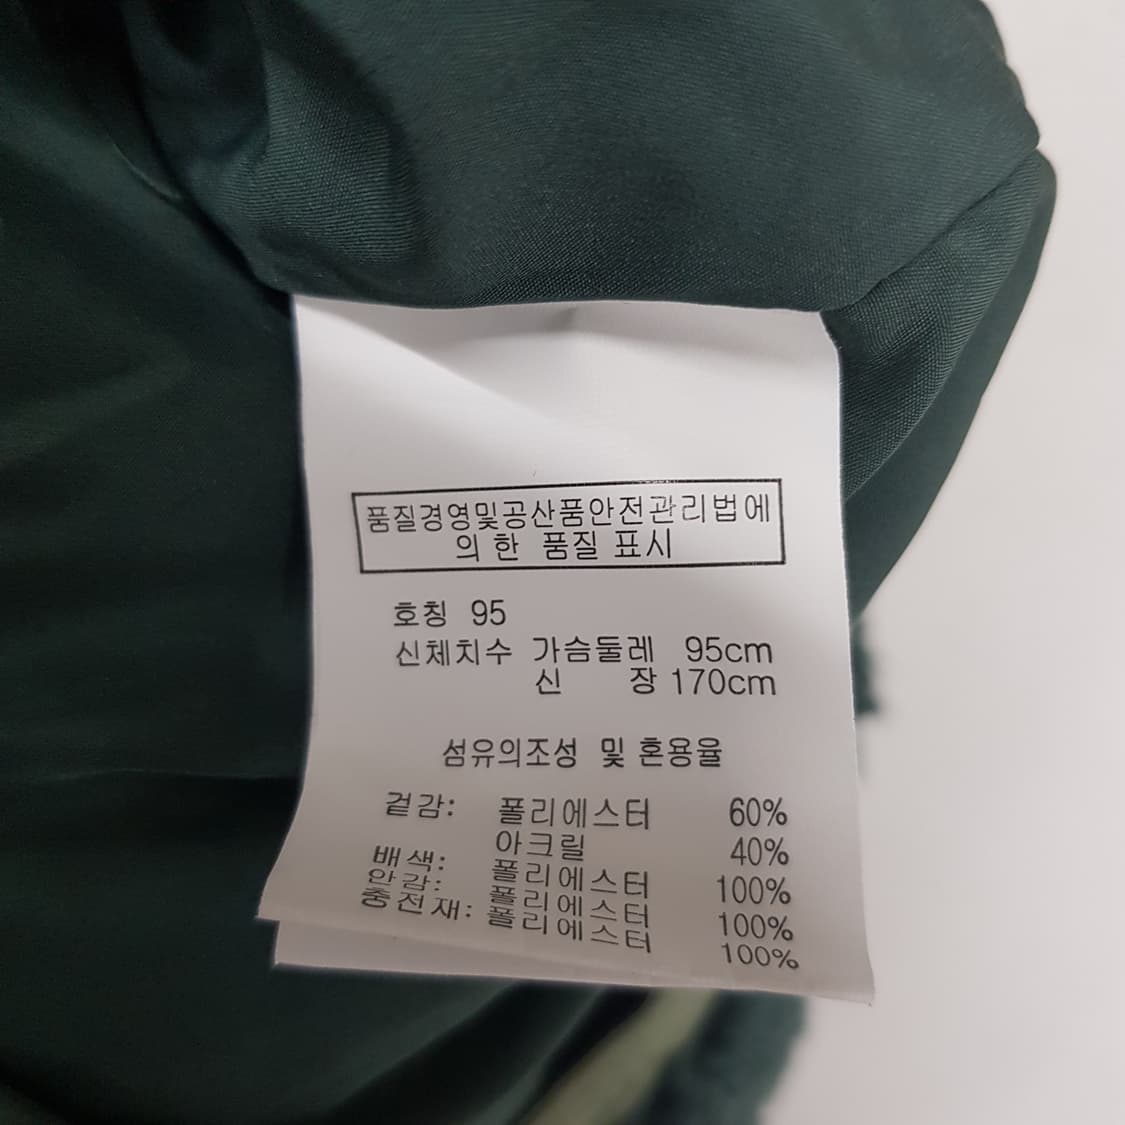 품질경영및공산품안전관리법에
의 한 품질 표시
호칭 95
신체치수 가슴둘레 95cm
신 장 170cm
섬유의조성 및 혼용율
겉감: 폴리에스터 60%
아크릴 40%
배색: 폴리에스터 100%
안감: 폴리에스터 100%
충전재: 폴리에스터 100%